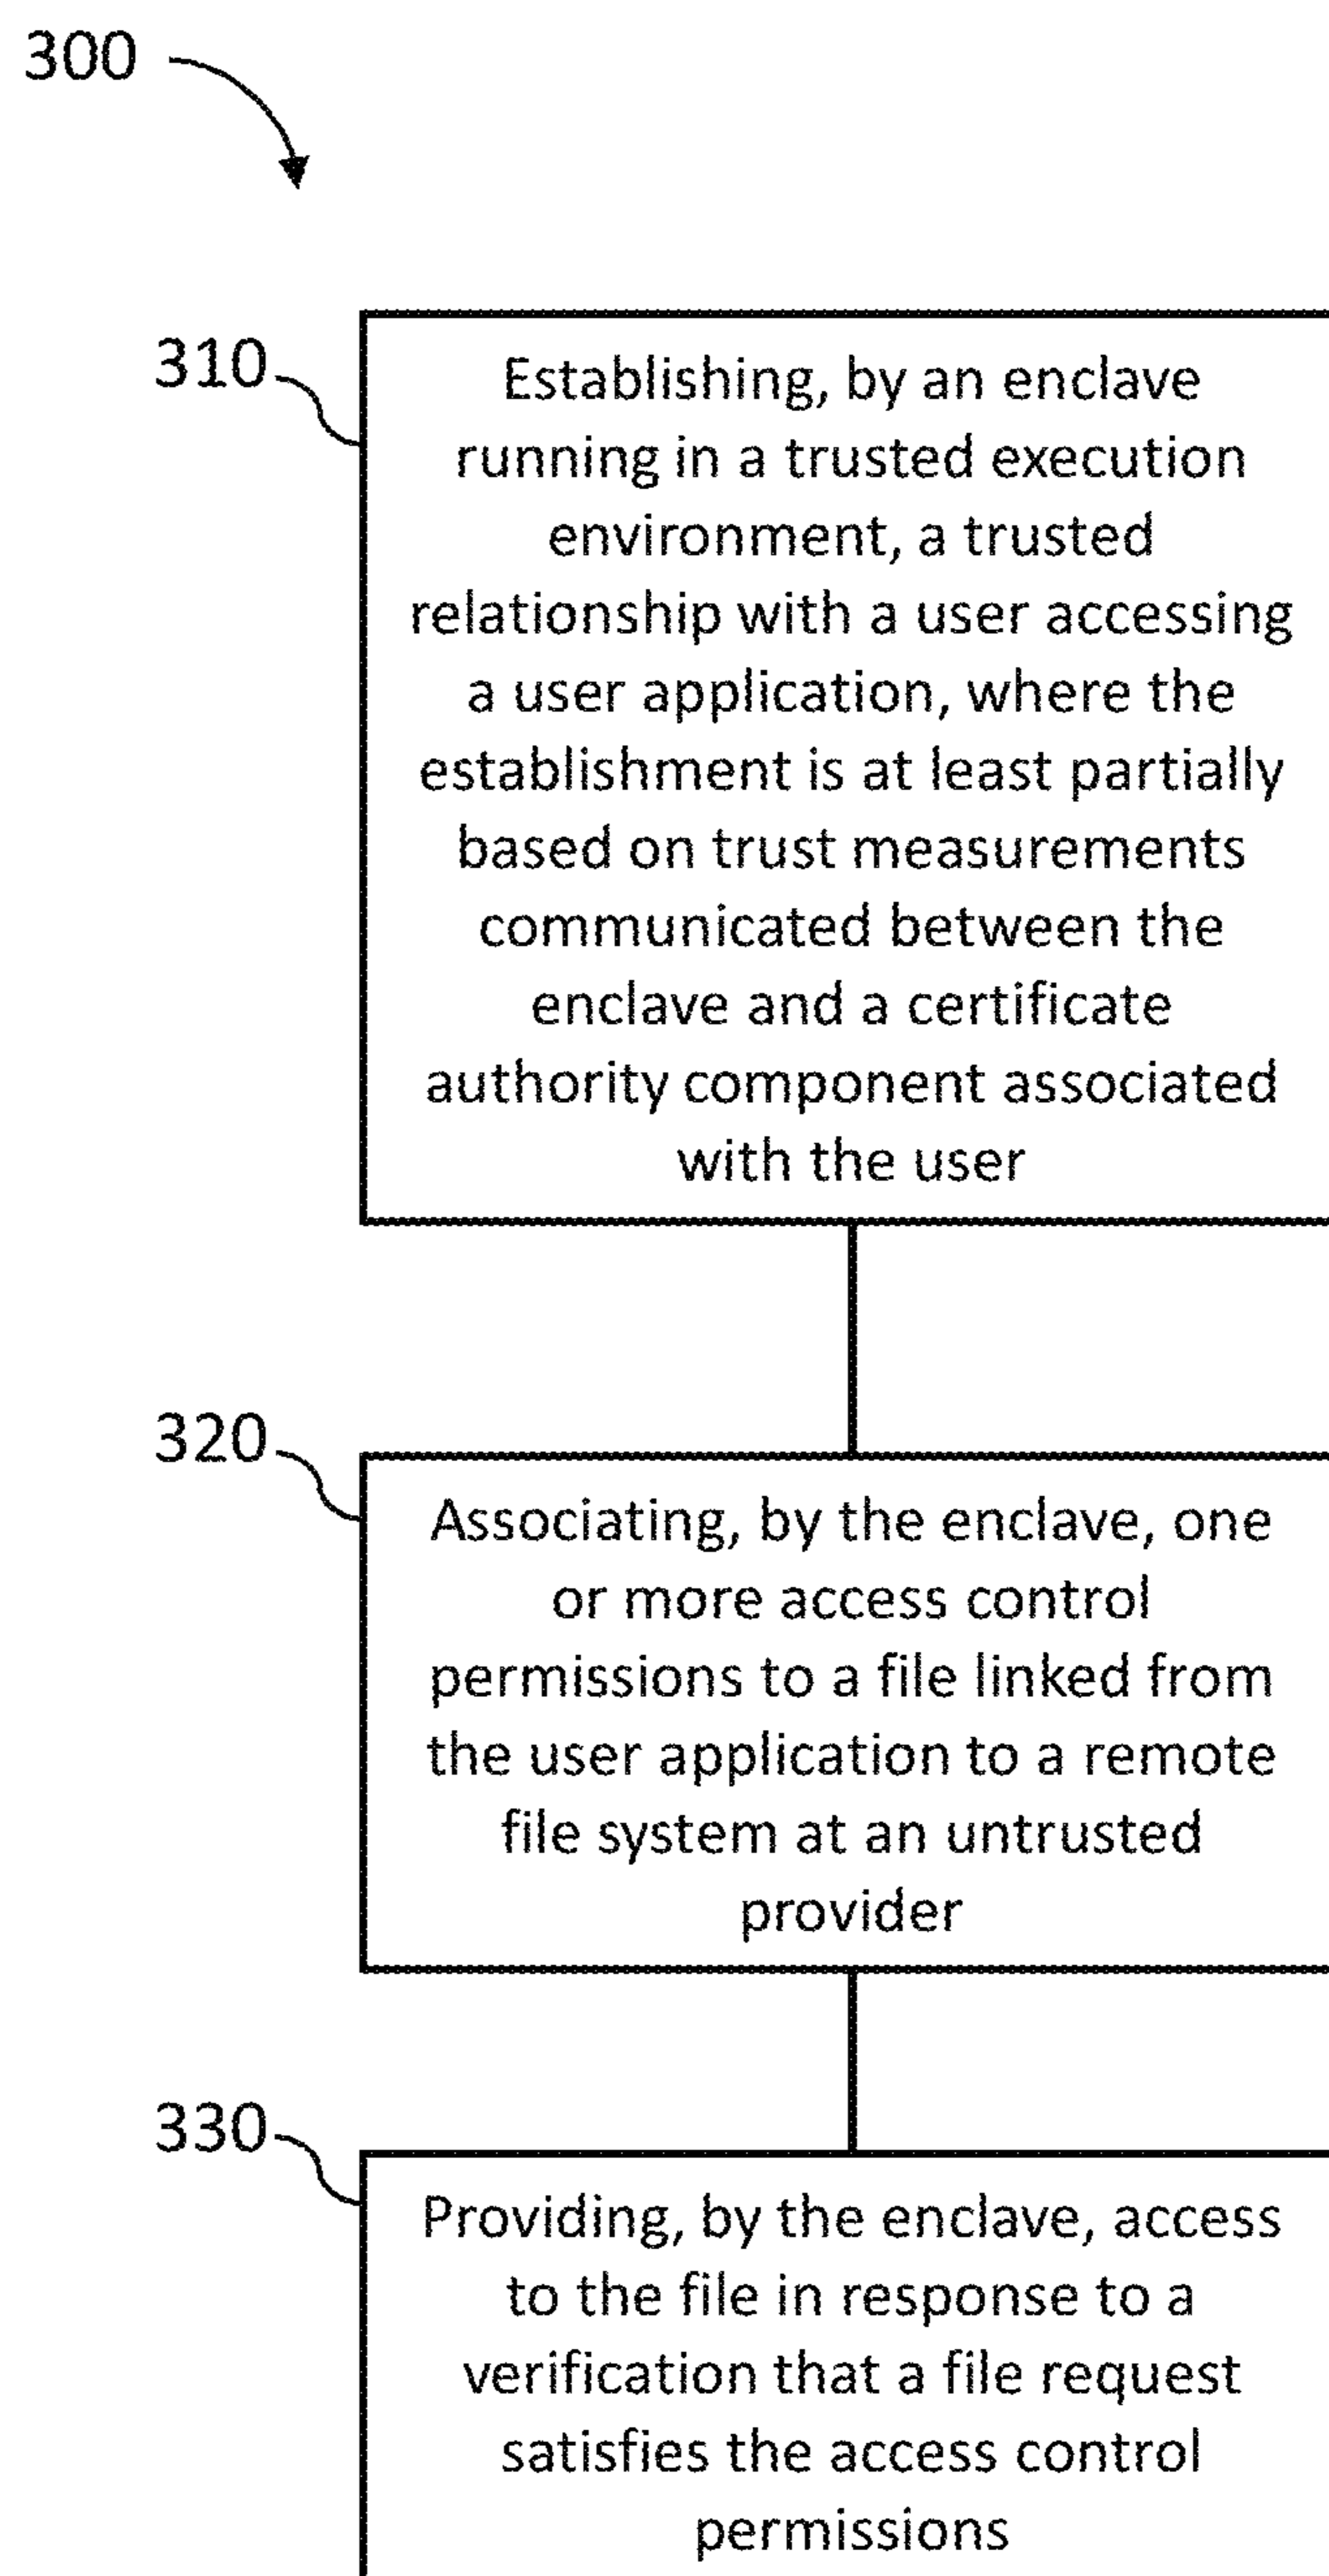 300
310
Establishing, by an enclave
running in a trusted execution
environment, a trusted
relationship with a user accessing
a user application, where the
establishment is at least partially
based on trust measurements
communicated between the
enclave and a certificate
authority component associated
with the user
320
Associating, by the enclave, one
or more access control
permissions to a file linked from
the user application to a remote
file system at an untrusted
provider
330
Providing, by the enclave, access
to the file in response to a
verification that a file request
satisfies the access control
permissions